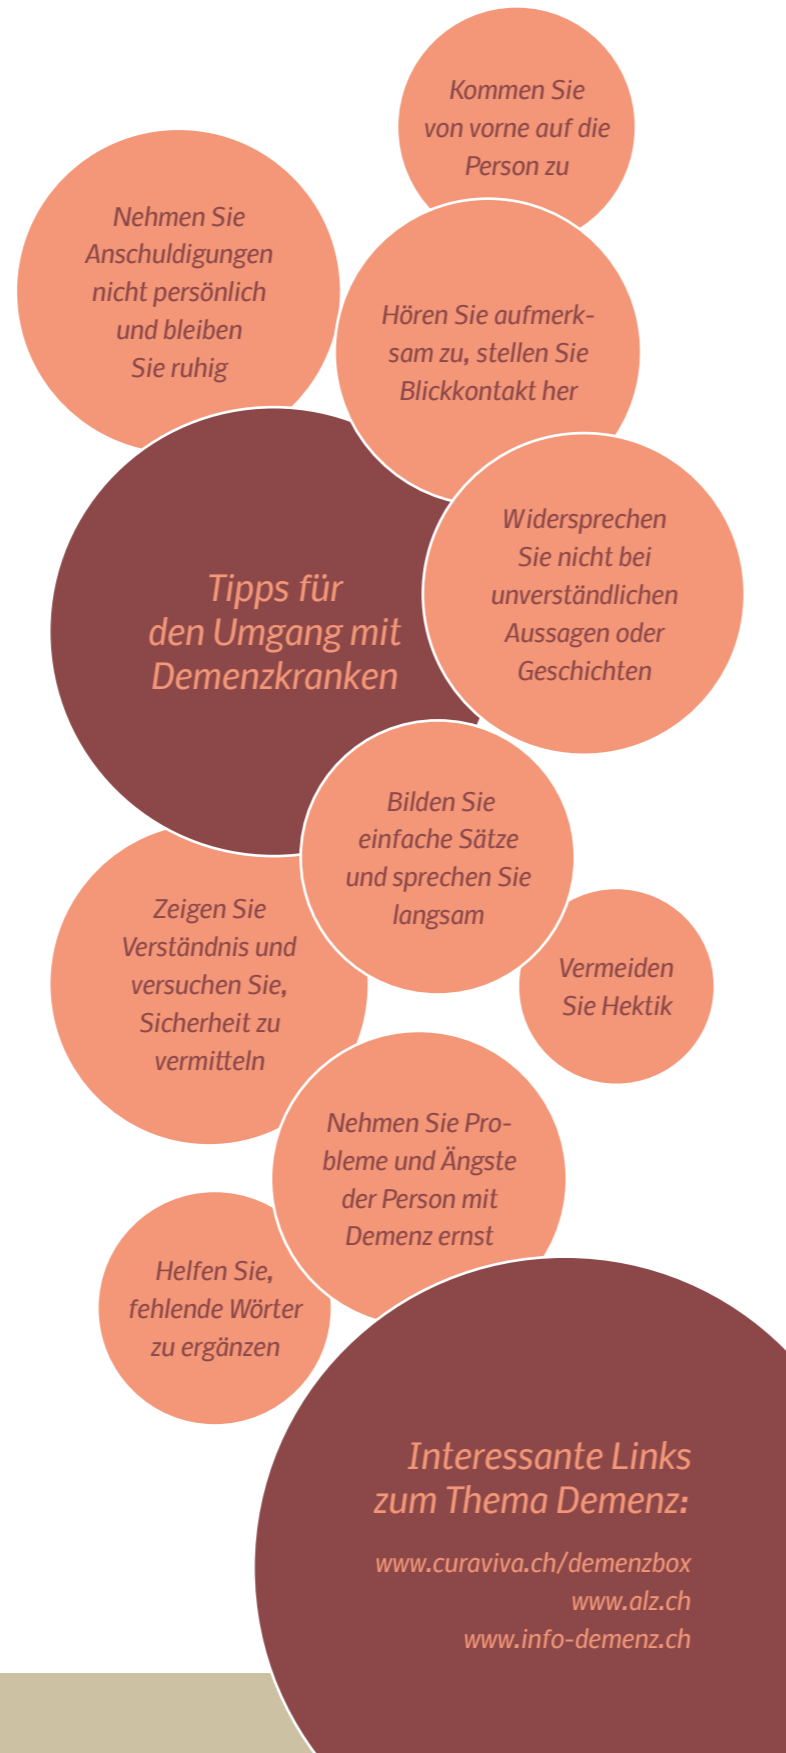 Kommen Sie
von vorne auf die
Person zu
Nehmen Sie
Anschuldigungen
nicht persönlich
und bleiben
Sie ruhig
Hören Sie aufmerk-
sam zu, stellen Sie
Blickkontakt her
Widersprechen
Sie nicht bei
unverständlichen
Aussagen oder
Geschichten
Tipps für
den Umgang mit
Demenzkranken
Bilden Sie
einfache Sätze
und sprechen Sie
langsam
Zeigen Sie
Verständnis und
versuchen Sie,
Sicherheit zu
vermitteln
Vermeiden
Sie Hektik
Nehmen Sie Pro-
bleme und Ängste
der Person mit
Demenz ernst
Helfen Sie,
fehlende Wörter
zu ergänzen
Interessante Links
zum Thema Demenz:
www.curaviva.ch/demenzbox
www.alz.ch
www.info-demenz.ch